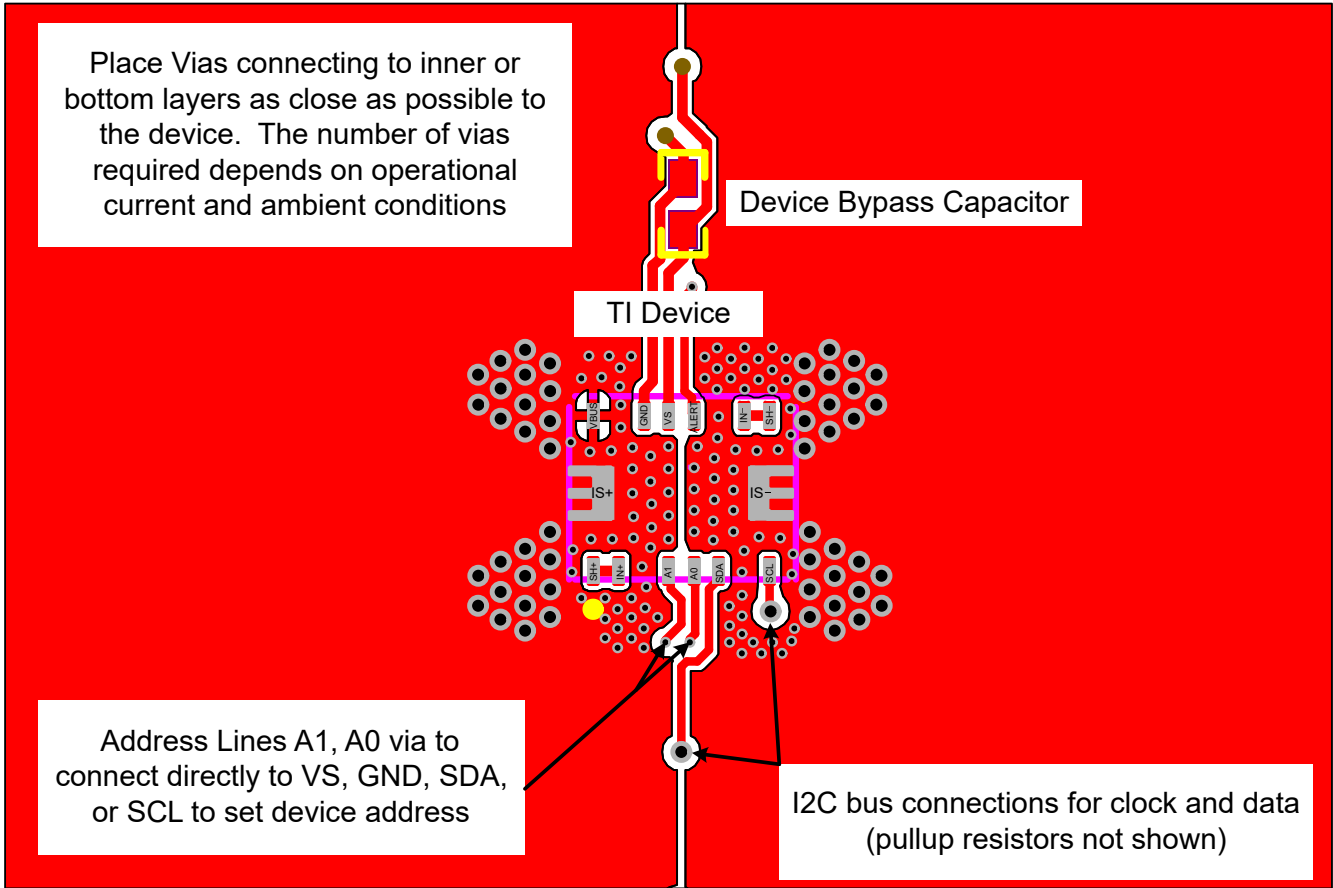 Place Vias connecting to inner or
bottom layers as close as possible to
the device. The number of vias
required depends on operational
current and ambient conditions
Device Bypass Capacitor
TI Device
VBUS
GND
VS
ALERT
IN−
SH−
IS+
IS−
SH+
IN+
A1
A0
SDA
SCL
Address Lines A1, A0 via to
connect directly to VS, GND, SDA,
or SCL to set device address
I2C bus connections for clock and data
(pullup resistors not shown)